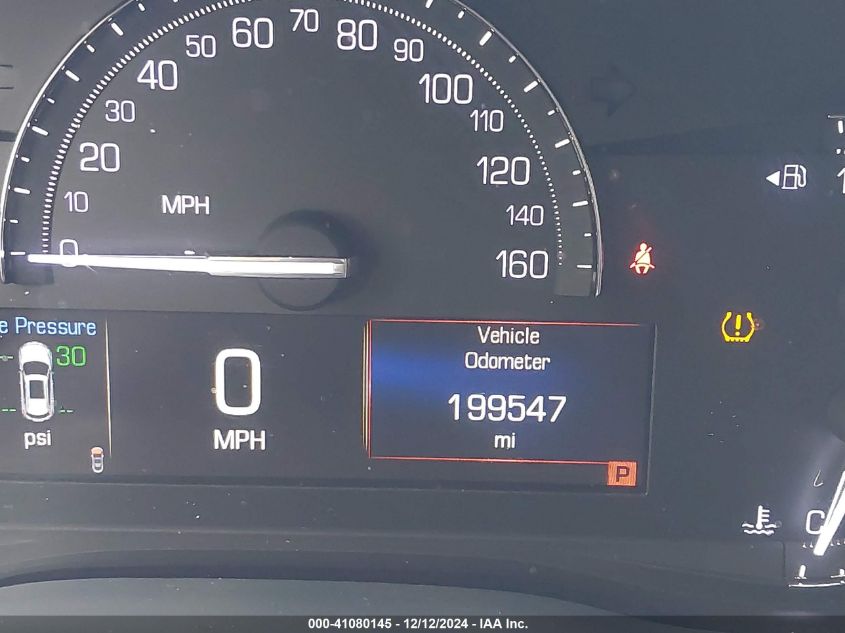 70
60 80
50 90
40 100
30 110
20 120
10 MPH 140
0 160
e Pressure
Vehicle
Odometer
30
0
199547
psi MPH mi
P
C
000-41080145 - 12/12/2024 - IAA Inc.